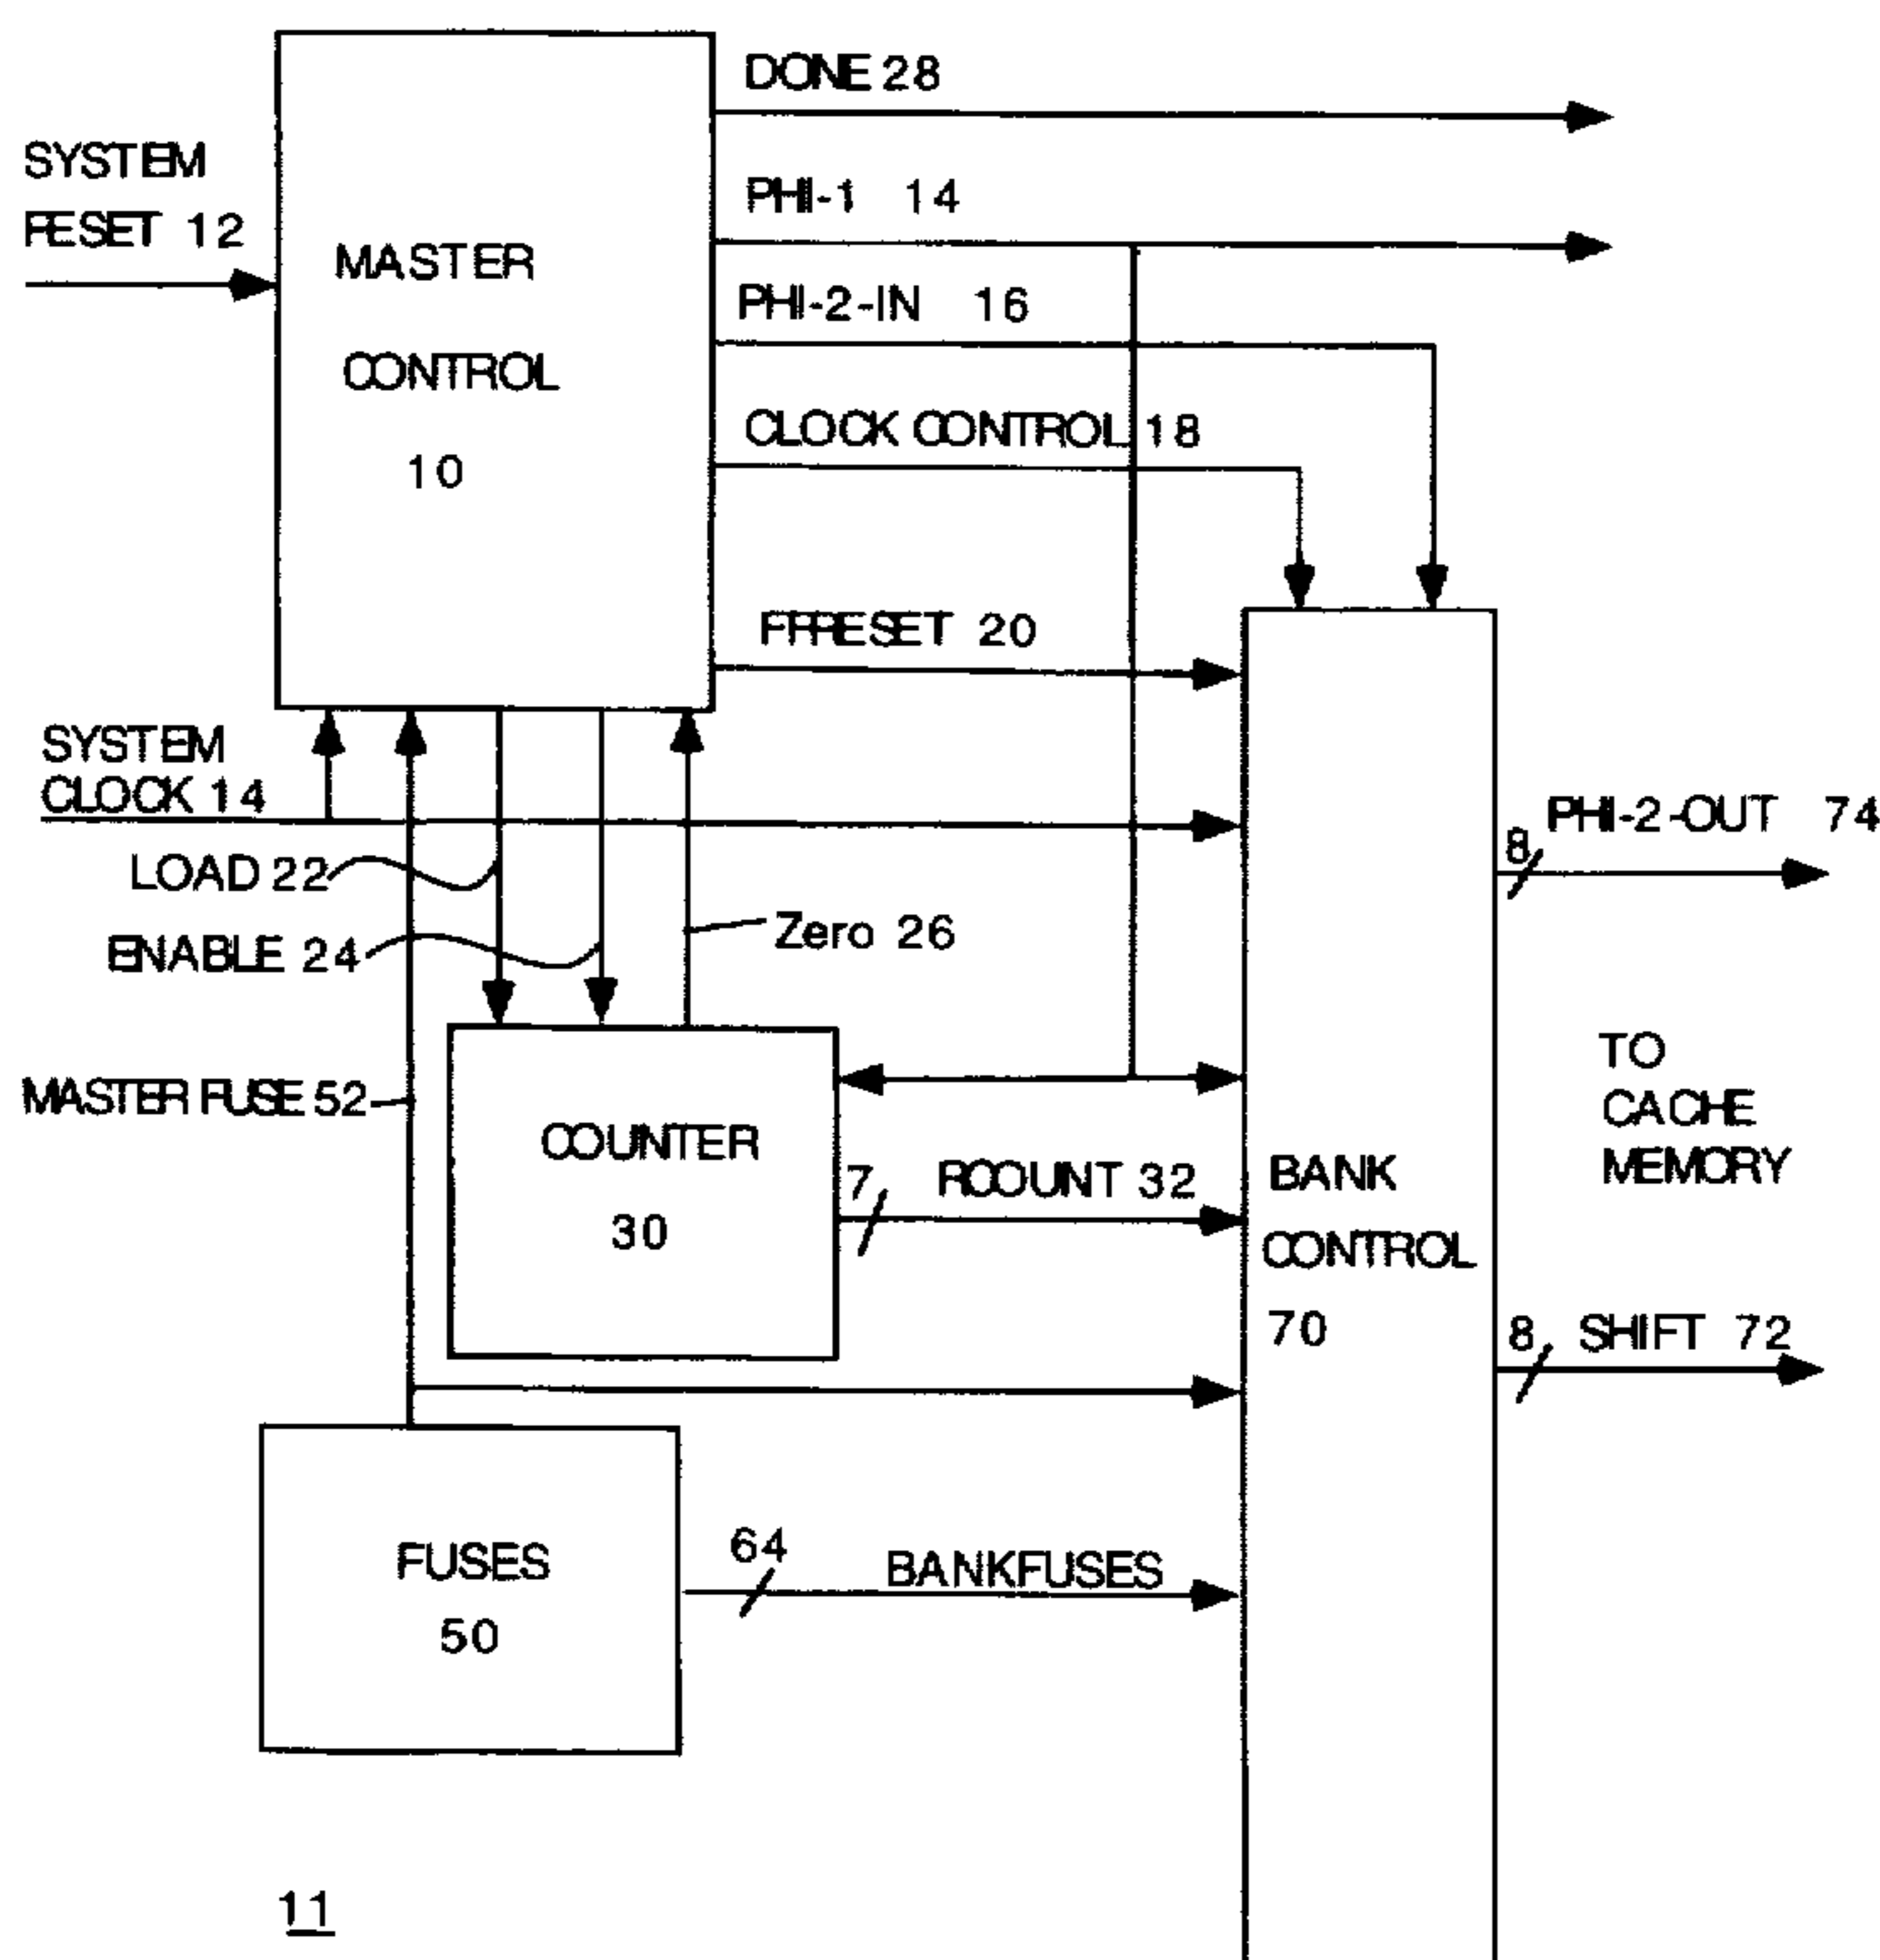 DONE 28
SYSTEM
RESET 12
PHI-1 14
MASTER
CONTROL
10
PHI-2-IN 16
CLOCK CONTROL 18
FFRESET 20
SYSTEM
CLOCK 14
LOAD 22
ENABLE 24
Zero 26
8
PHI-2-OUT 74
MASTER FUSE 52
COUNTER
30
7
RCOUNT 32
BANK
CONTROL
70
TO
CACHE
MEMORY
8
SHIFT 72
FUSES
50
64
BANKFUSES
11